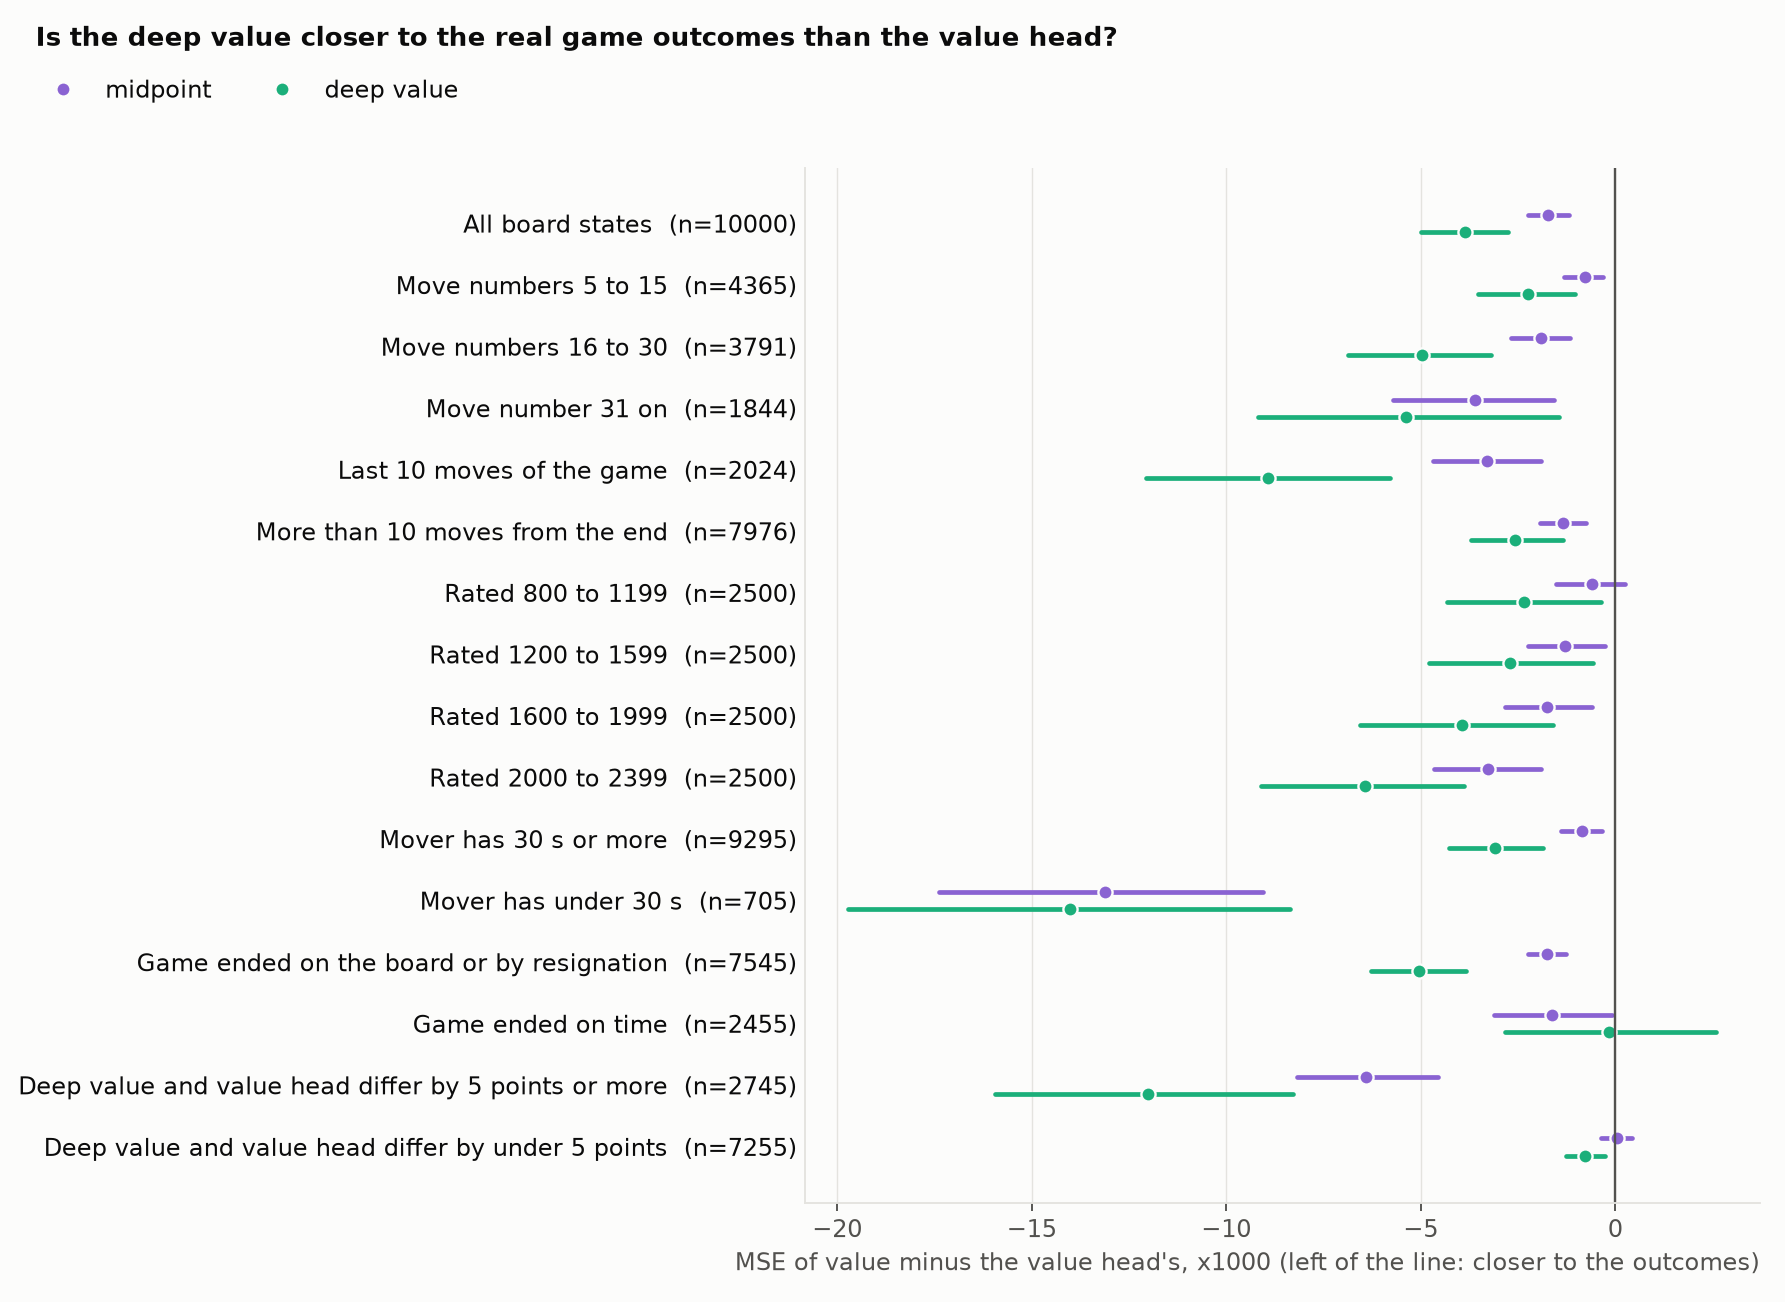 Is the deep value closer to the real game outcomes than the value head?
midpoint deep value
All board states (n=10000)
Move numbers 5 to 15 (n=4365)
Move numbers 16 to 30 (n=3791)
Move number 31 on (n=1844)
Last 10 moves of the game (n=2024)
More than 10 moves from the end (n=7976)
Rated 800 to 1199 (n=2500)
Rated 1200 to 1599 (n=2500)
Rated 1600 to 1999 (n=2500)
Rated 2000 to 2399 (n=2500)
Mover has 30 s or more (n=9295)
Mover has under 30 s (n=705)
Game ended on the board or by resignation (n=7545)
Game ended on time (n=2455)
Deep value and value head differ by 5 points or more (n=2745)
Deep value and value head differ by under 5 points (n=7255)
−20 −15 −10 −5 0
MSE of value minus the value head's, x1000 (left of the line: closer to the outcomes)